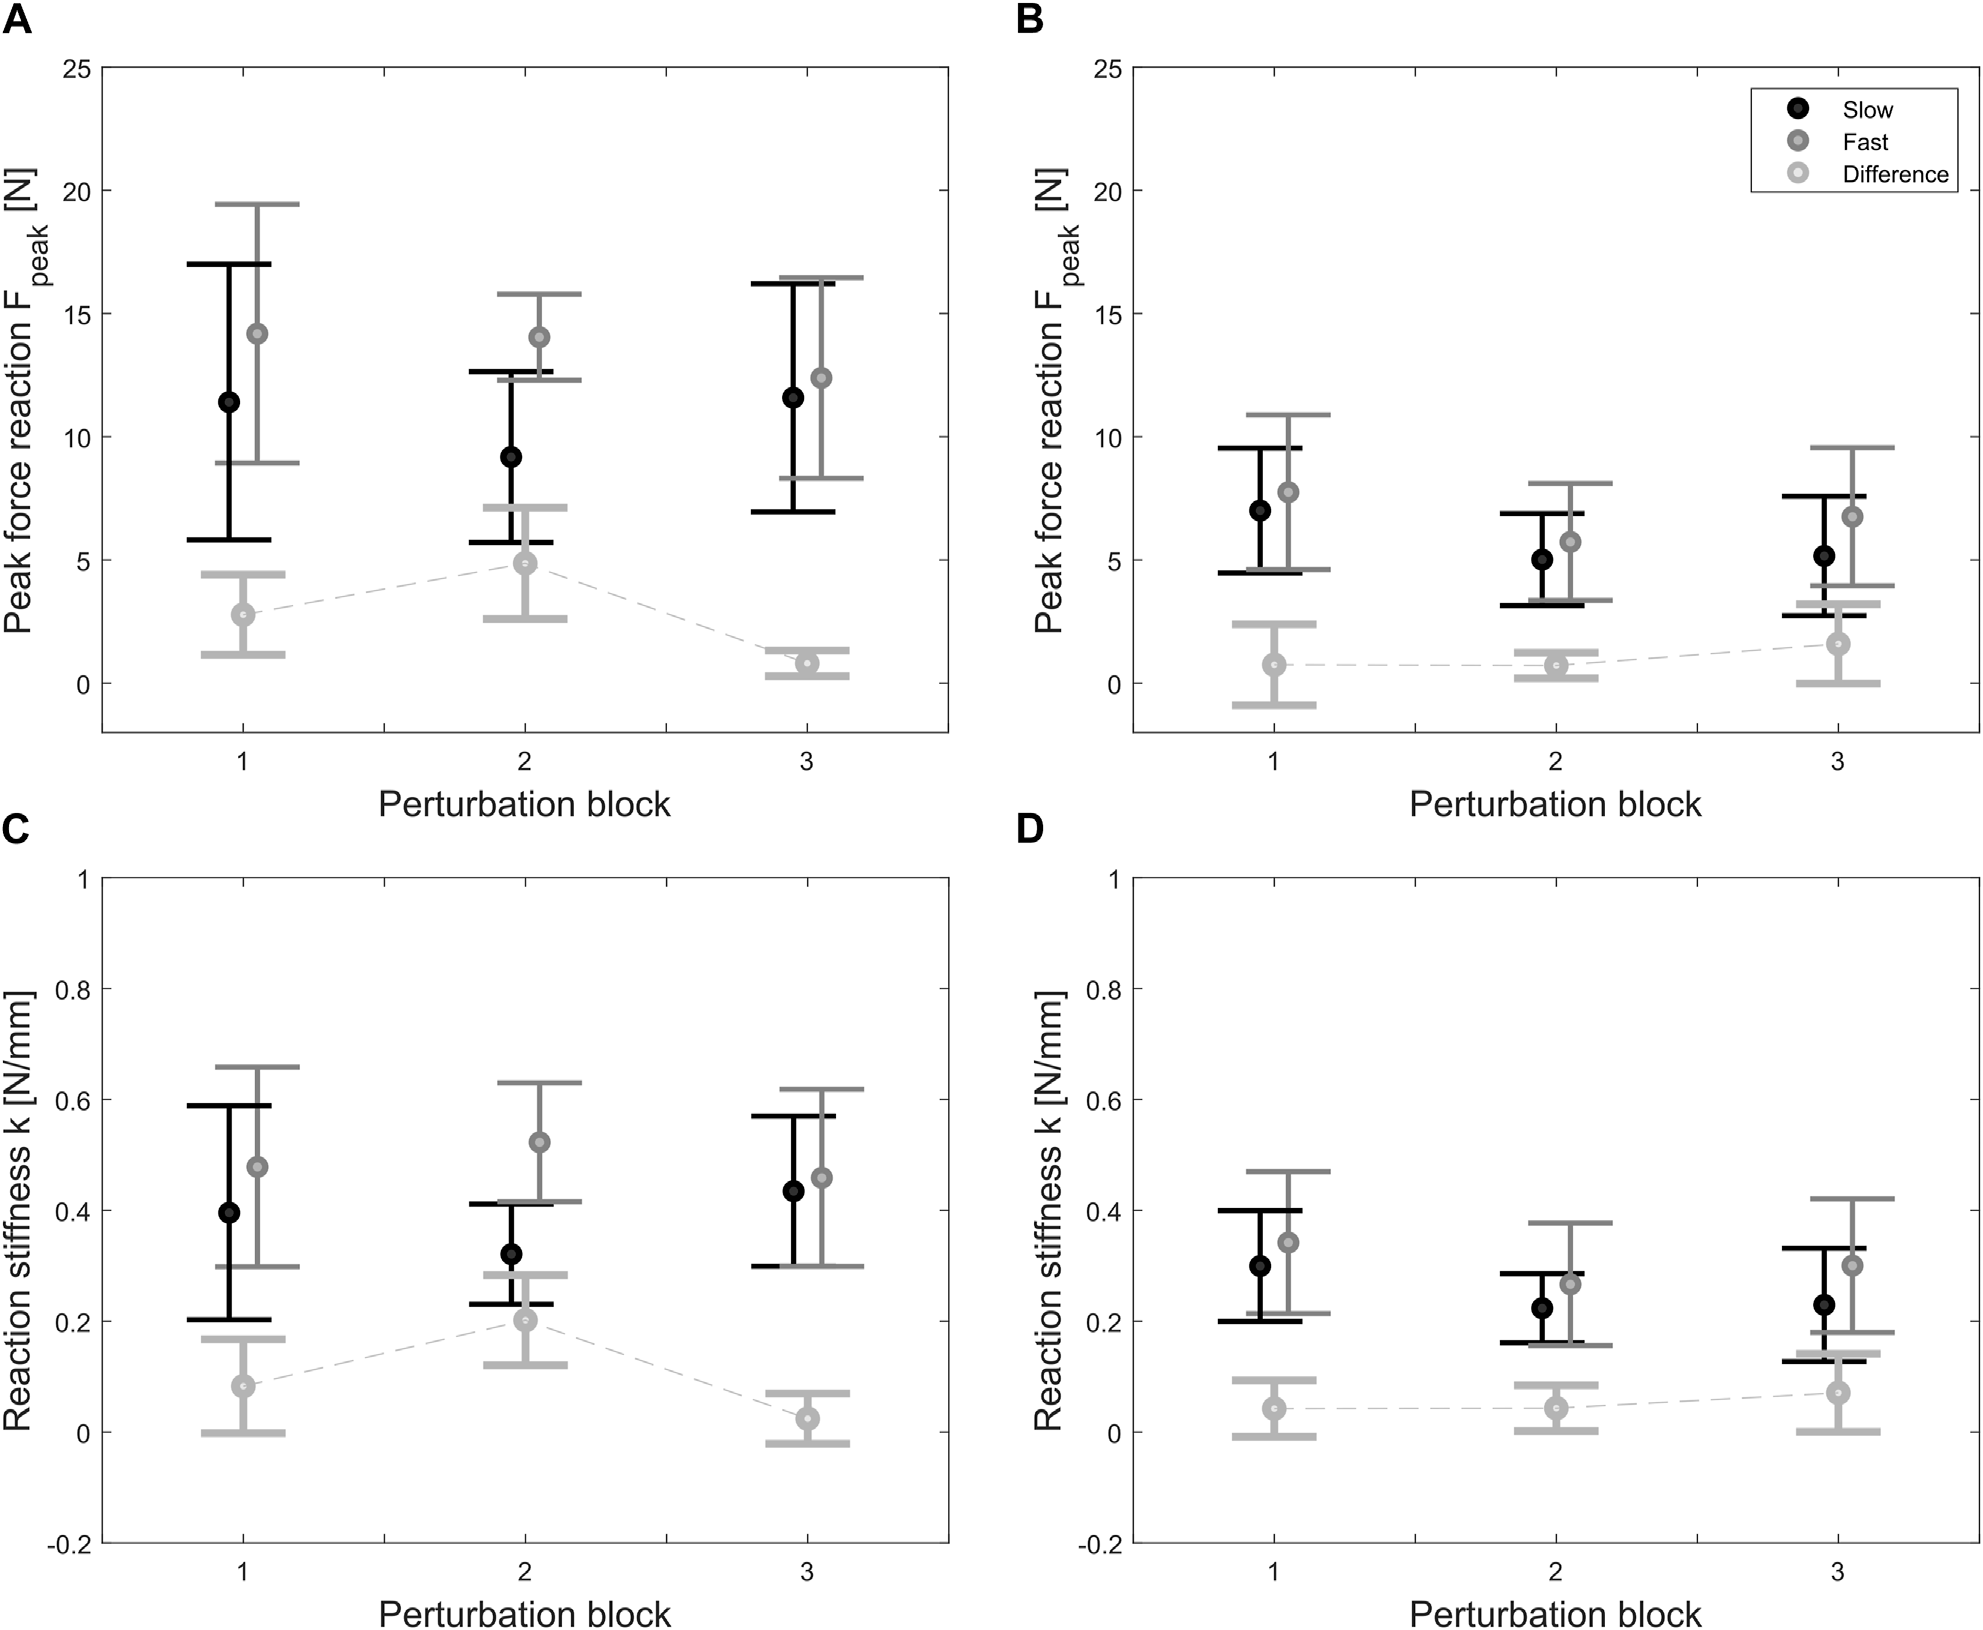 A
25
20
15
10
5
0
Peak force reaction F_peak [N]
1 2 3
Perturbation block
B
25
20
15
10
5
0
Peak force reaction F_peak [N]
Slow
Fast
Difference
1 2 3
Perturbation block
C
1
0.8
0.6
0.4
0.2
0
-0.2
Reaction stiffness k [N/mm]
1 2 3
Perturbation block
D
1
0.8
0.6
0.4
0.2
0
-0.2
Reaction stiffness k [N/mm]
1 2 3
Perturbation block